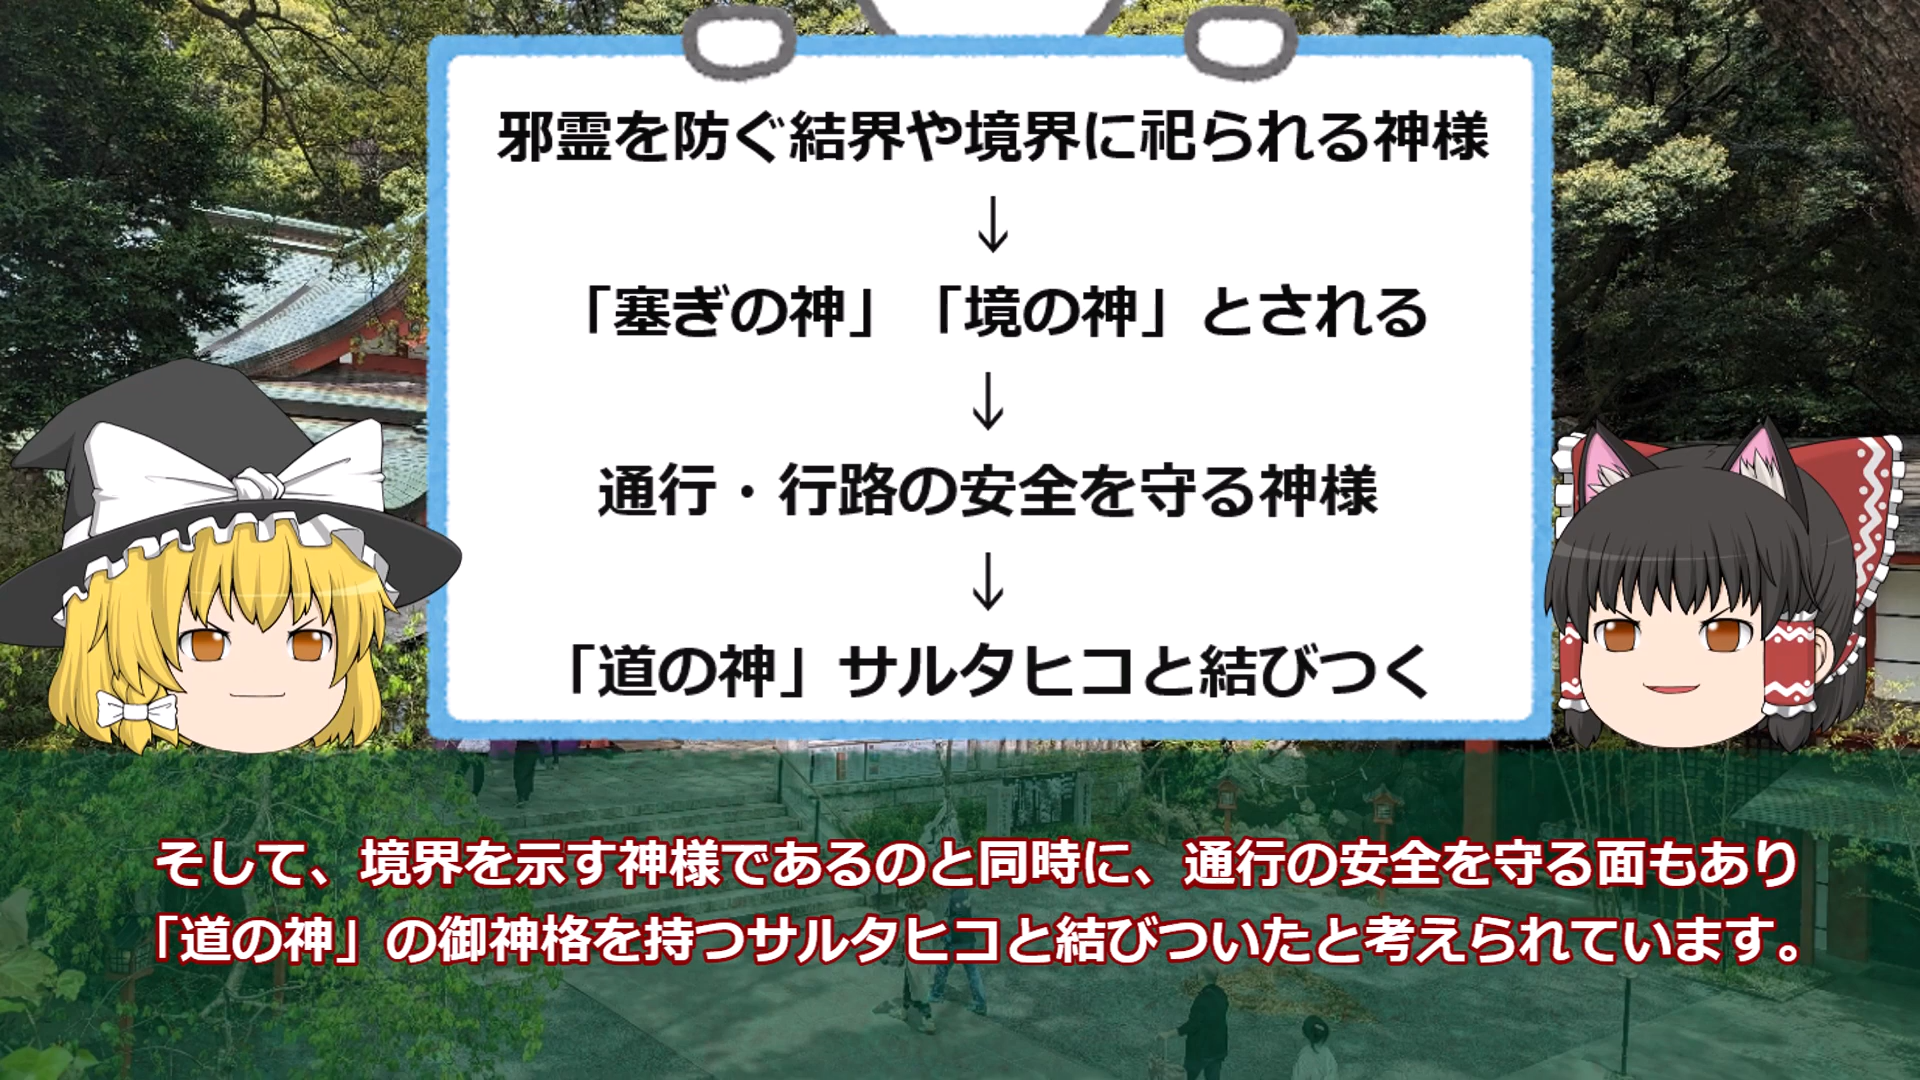 邪霊を防ぐ結界や境界に祀られる神様
↓
「塞ぎの神」「境の神」とされる
↓
通行・行路の安全を守る神様
↓
「道の神」サルタヒコと結びつく
そして、境界を示す神様であるのと同時に、通行の安全を守る面もあり
「道の神」の御神格を持つサルタヒコと結びついたと考えられています。